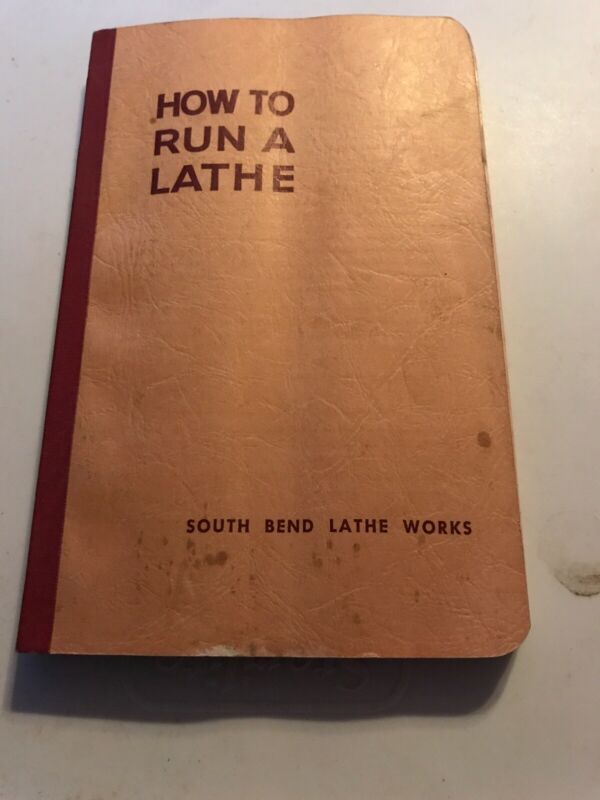 HOW TO
RUN A
LATHE
SOUTH BEND LATHE WORKS